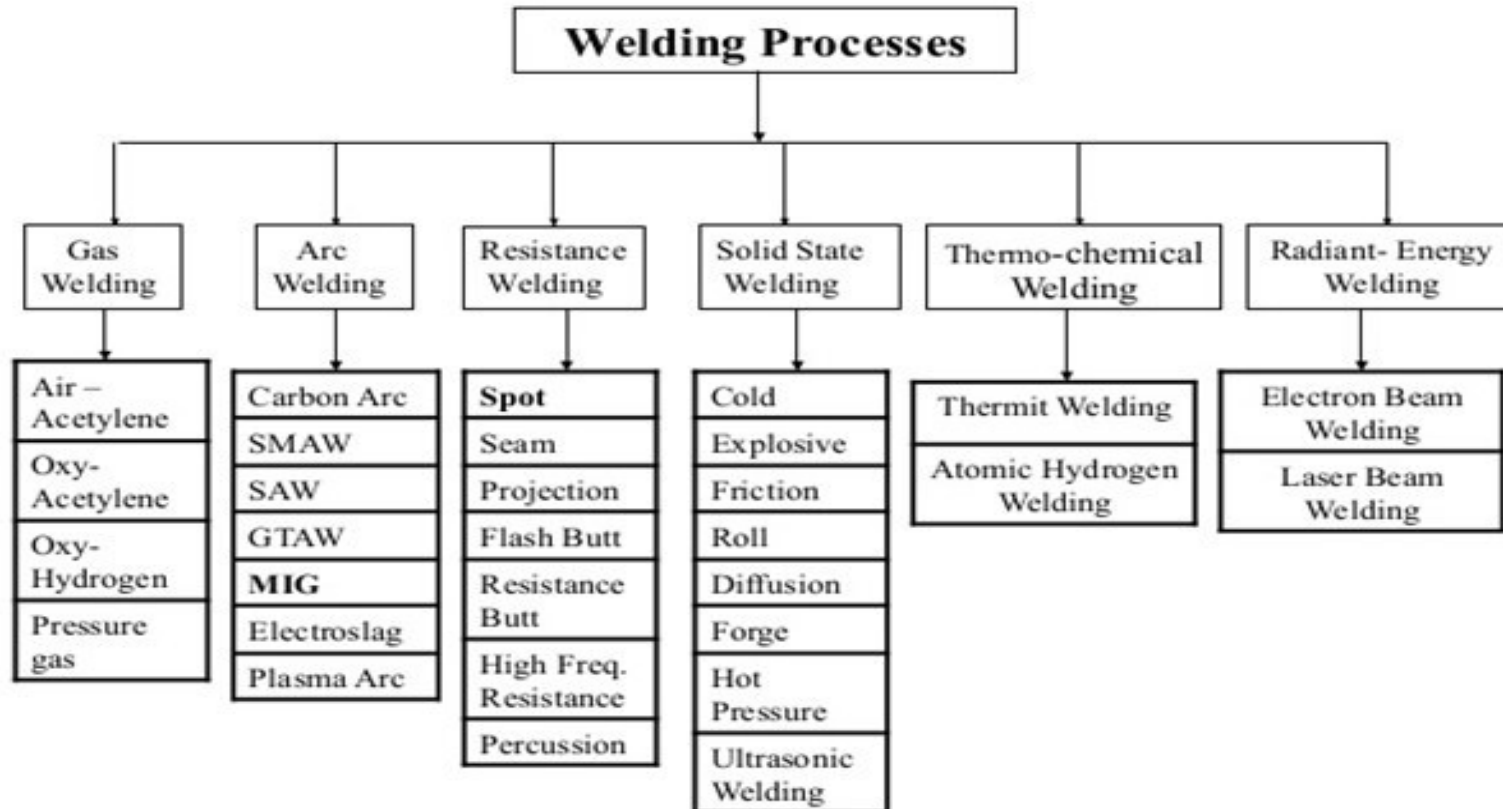 Welding Processes
Gas
Welding
Arc
Welding
Resistance
Welding
Solid State
Welding
Thermo-chemical
Welding
Radiant- Energy
Welding
Air –
Acetylene
Oxy-
Acetylene
Oxy-
Hydrogen
Pressure
gas
Carbon Arc
SMAW
SAW
GTAW
MIG
Electroslag
Plasma Arc
Spot
Seam
Projection
Flash Butt
Resistance
Butt
High Freq.
Resistance
Percussion
Cold
Explosive
Friction
Roll
Diffusion
Forge
Hot
Pressure
Ultrasonic
Welding
Thermit Welding
Atomic Hydrogen
Welding
Electron Beam
Welding
Laser Beam
Welding